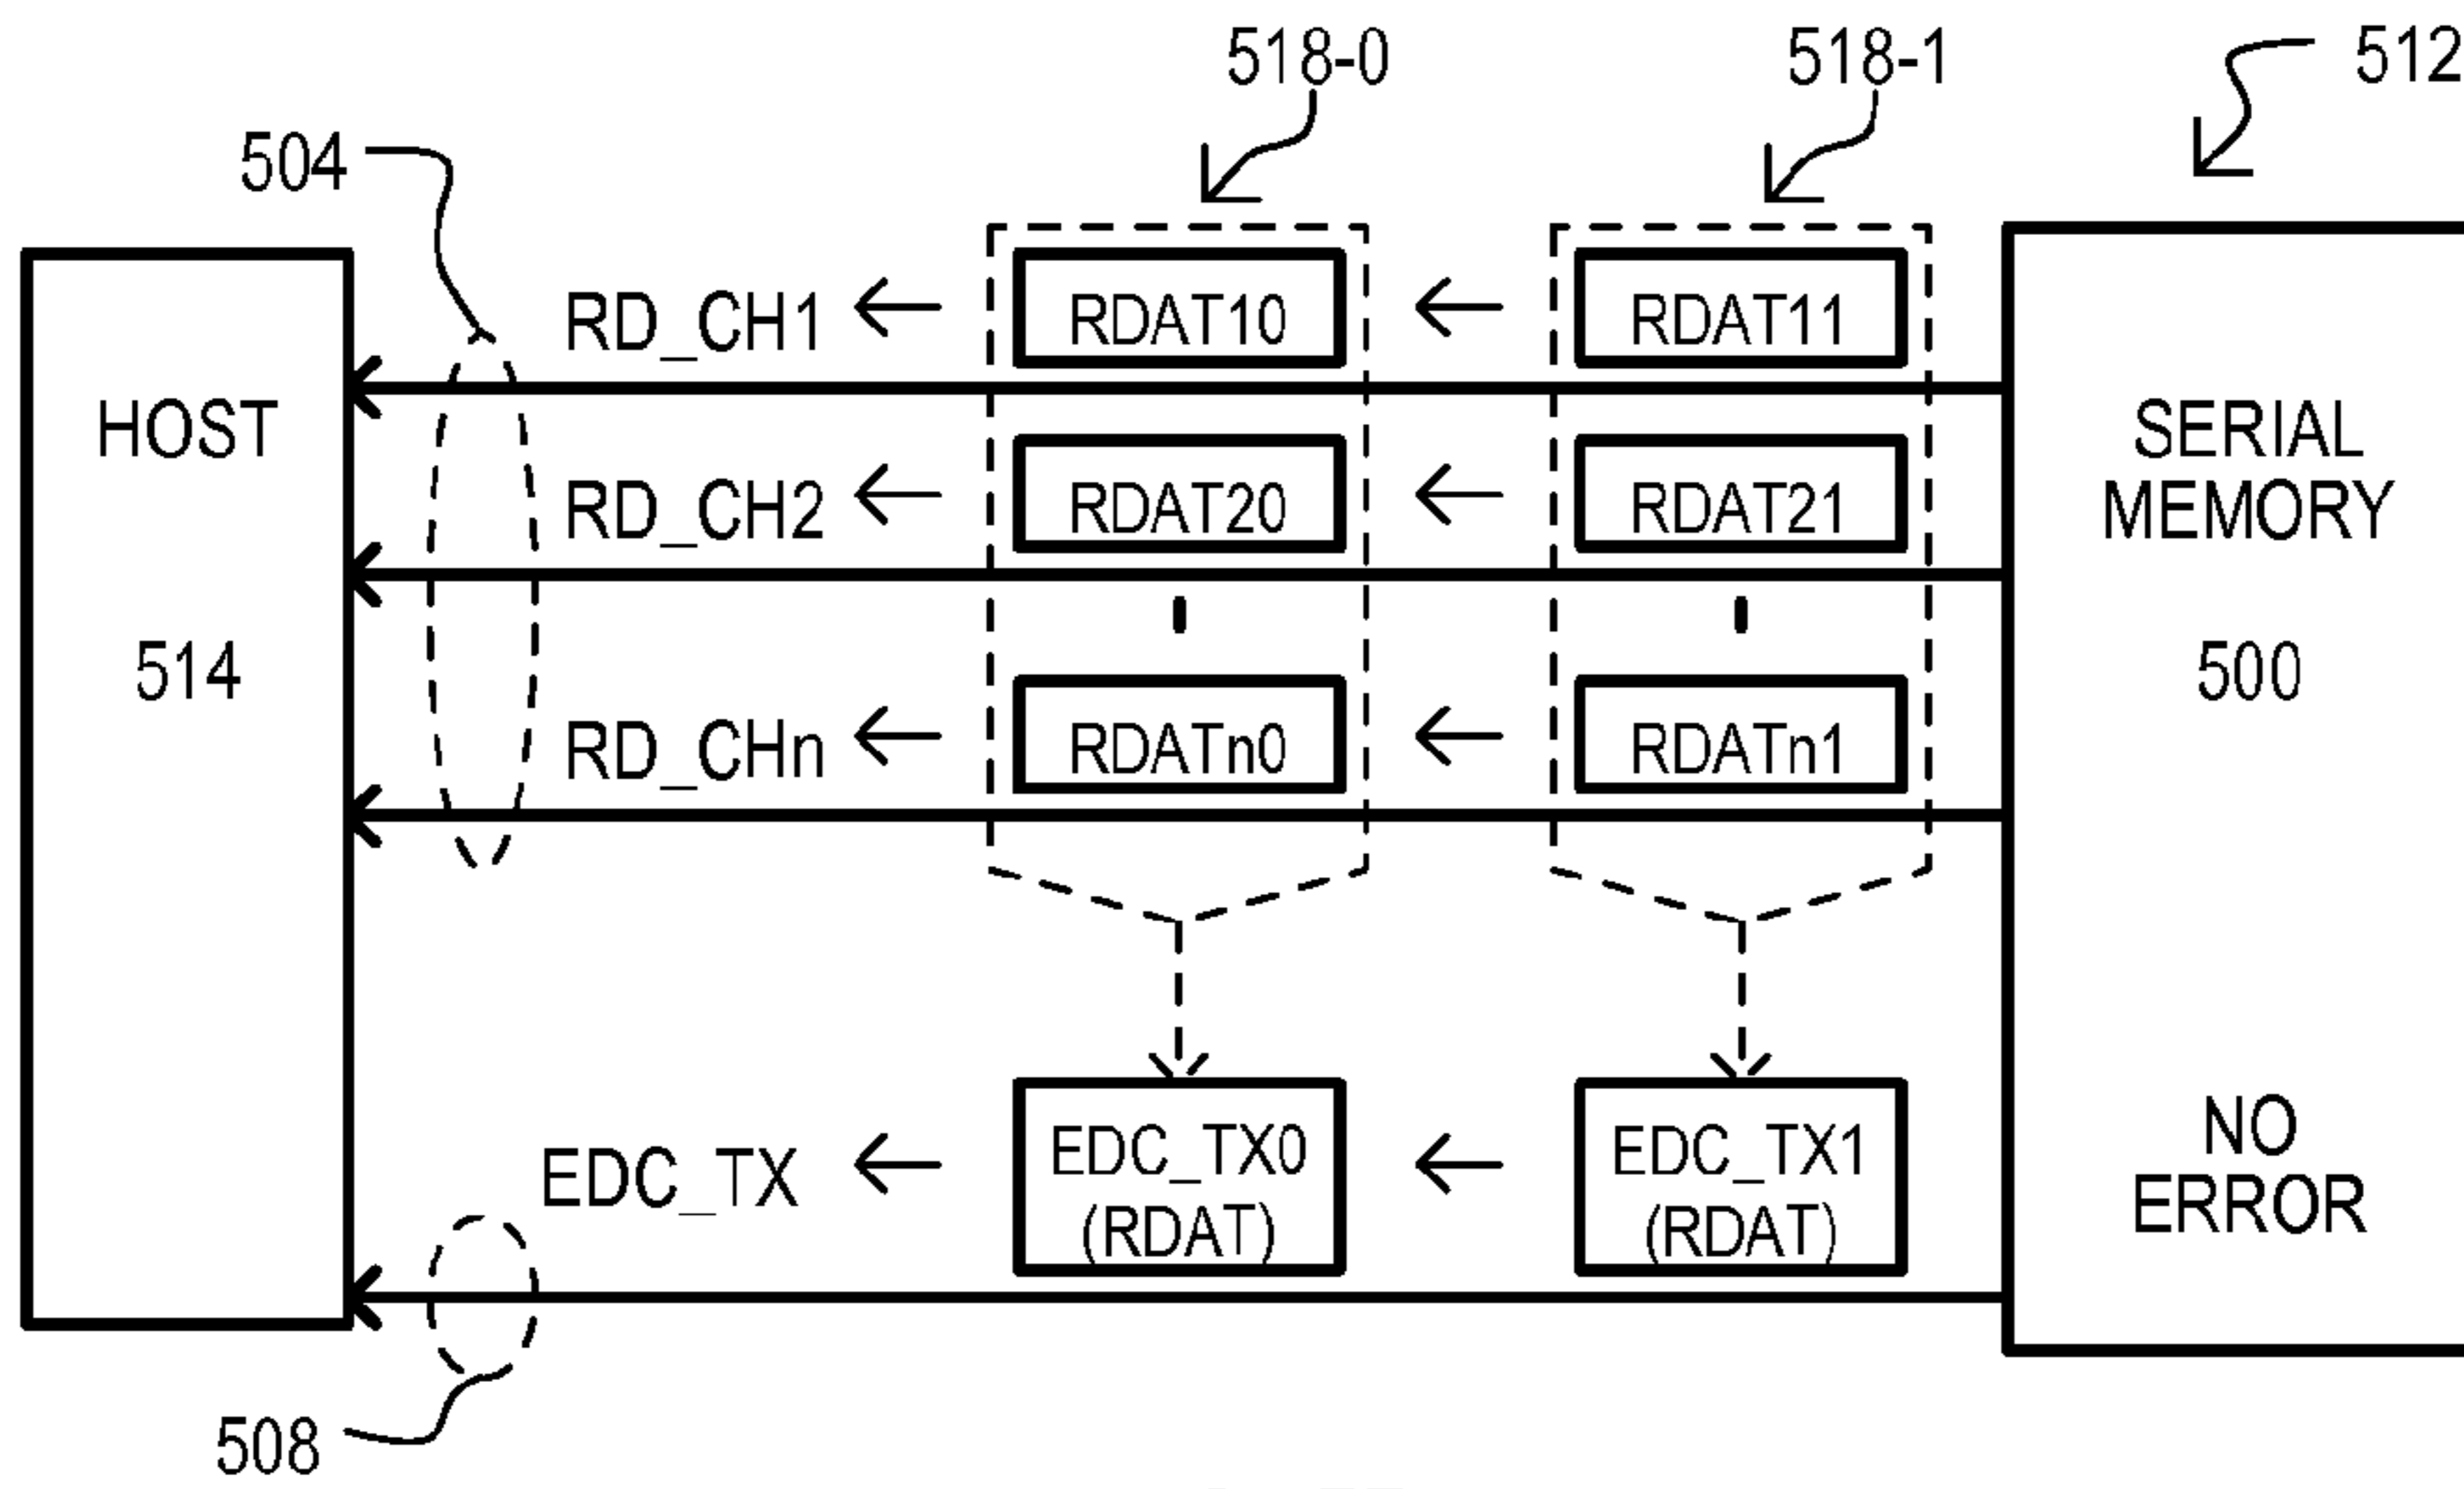 518-0
518-1
512
504
HOST
514
RD_CH1
RDAT10
RDAT11
RD_CH2
RDAT20
RDAT21
RD_CHn
RDATn0
RDATn1
SERIAL
MEMORY
500
EDC_TX
EDC_TX0
(RDAT)
EDC_TX1
(RDAT)
NO
ERROR
508